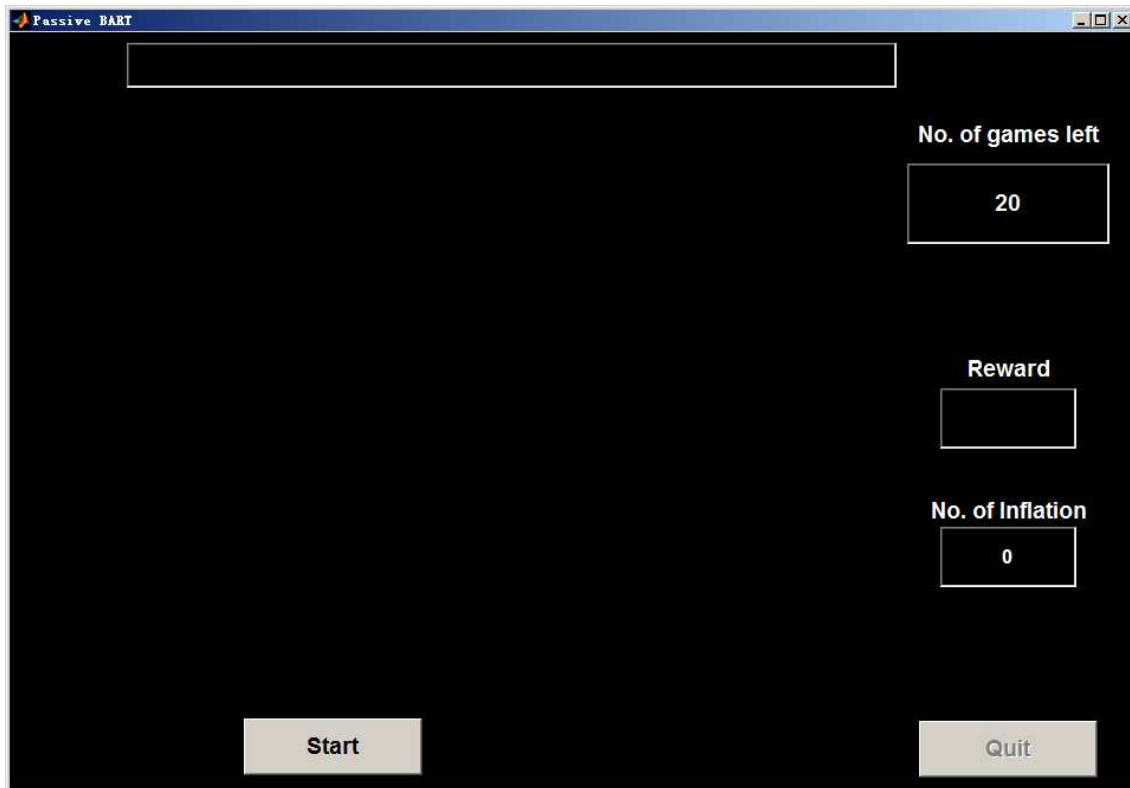 Passive BART
No. of games left
20
Reward
No. of Inflation
0
Start
Quit